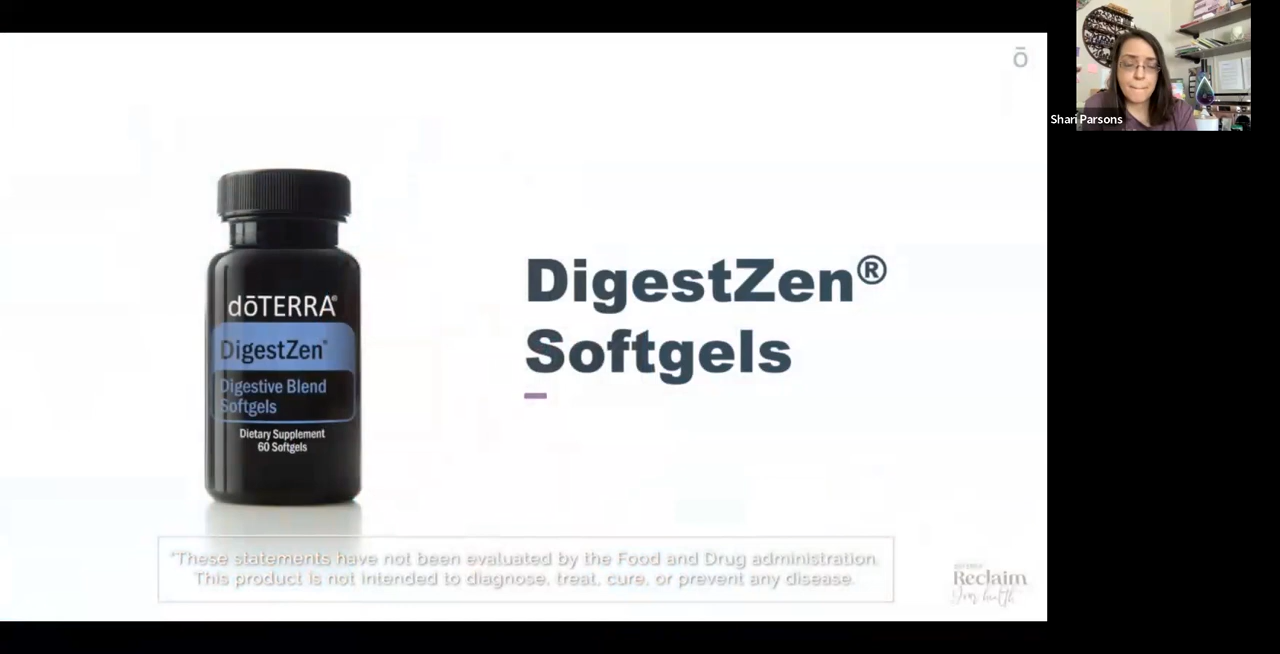 ō
Shari Parsons
dōTERRA®
DigestZen®
Digestive Blend
Softgels
Dietary Supplement
60 Softgels
DigestZen®
Softgels
*These statements have not been evaluated by the Food and Drug administration.
This product is not intended to diagnose, treat, cure, or prevent any disease.
Reclaim
Your health